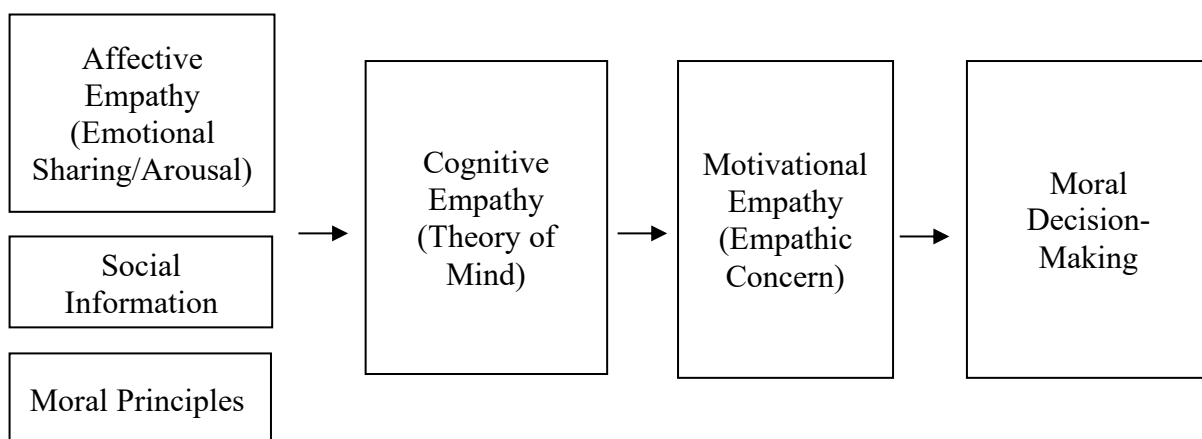 Affective
Empathy
(Emotional
Sharing/Arousal)
Social
Information
Moral Principles
Cognitive
Empathy
(Theory of
Mind)
Motivational
Empathy
(Empathic
Concern)
Moral
Decision-
Making